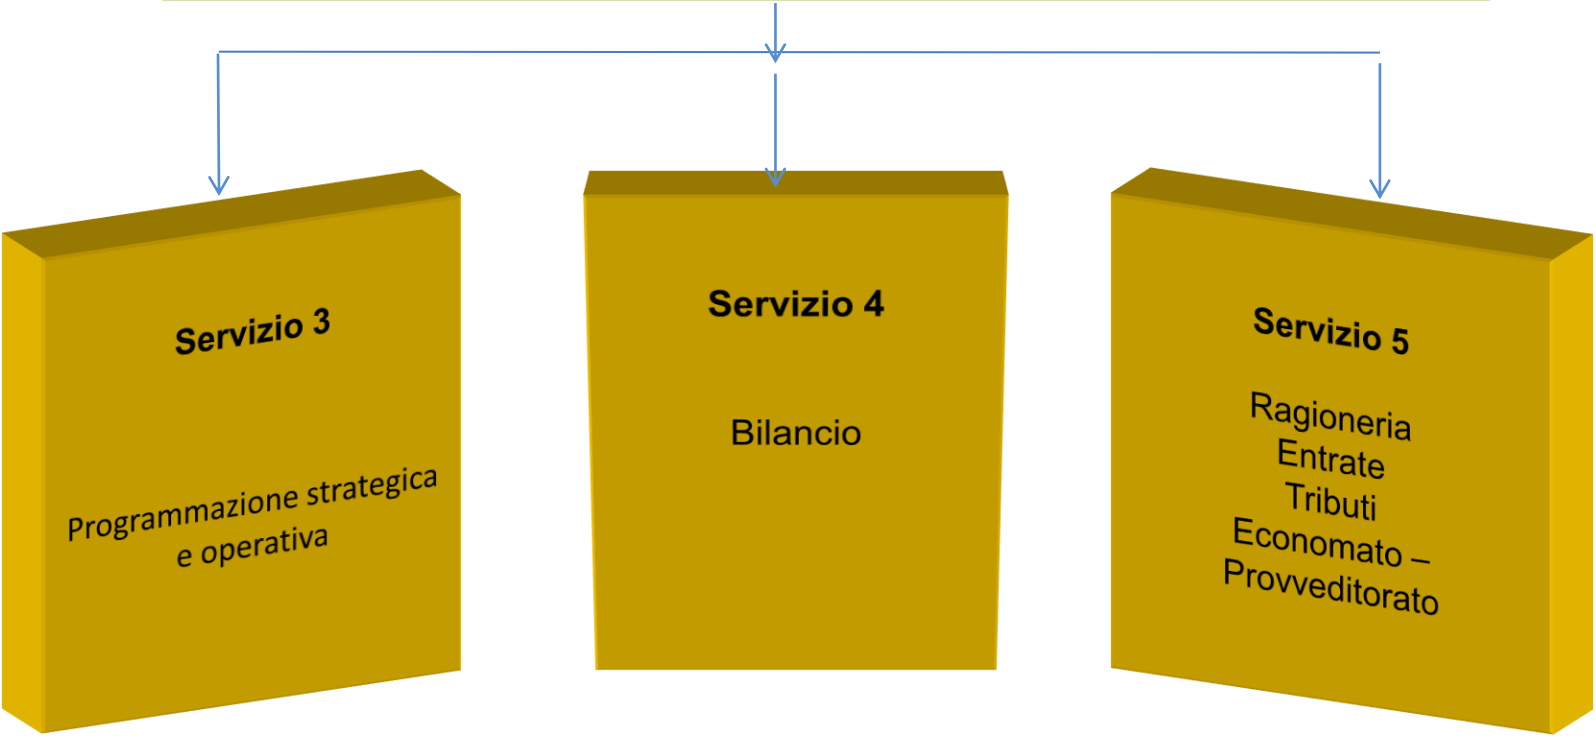 Servizio 3
Programmazione strategica
e operativa
Servizio 4
Bilancio
Servizio 5
Ragioneria
Entrate
Tributi
Economato –
Provveditorato